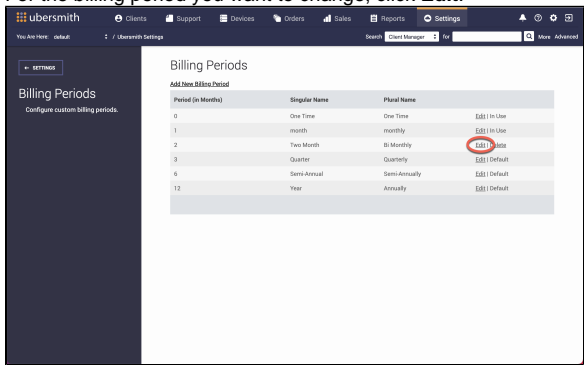 For the billing period you want to change, click Edit.
ubersmith Clients Support Devices Orders Sales Reports Settings
You Are Here: default / Ubersmith Settings Search Client Manager for More Advanced
← SETTINGS
Billing Periods
Configure custom billing periods.
Billing Periods
Add New Billing Period
Period (in Months) Singular Name Plural Name
0 One Time One Time Edit | In Use
1 month monthly Edit | In Use
2 Two Month Bi Monthly Edit | Delete
3 Quarter Quarterly Edit | Default
6 Semi-Annual Semi-Annually Edit | Default
12 Year Annually Edit | Default